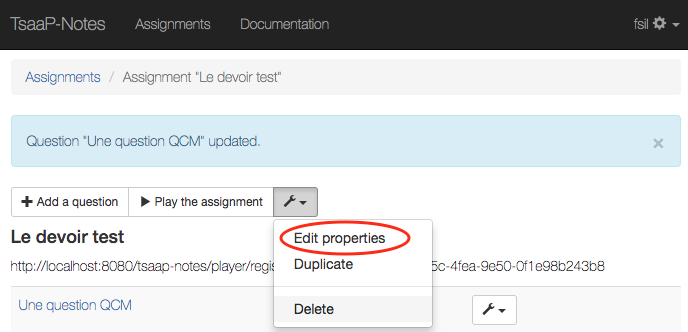 TsaaP-Notes Assignments Documentation fsil
Assignments / Assignment "Le devoir test"
Question "Une question QCM" updated. ×
Add a question Play the assignment
Edit properties
Le devoir test
Duplicate
http://localhost:8080/tsaap-notes/player/regis 5c-4fea-9e50-0f1e98b243b8
Delete
Une question QCM